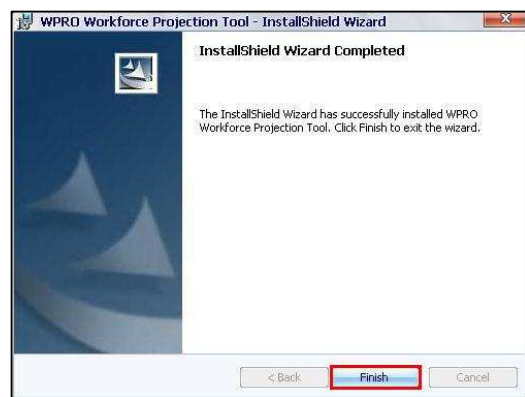 WPRO Workforce Projection Tool - InstallShield Wizard
InstallShield Wizard Completed
The InstallShield Wizard has successfully installed WPRO
Workforce Projection Tool. Click Finish to exit the wizard.
< Back Finish Cancel